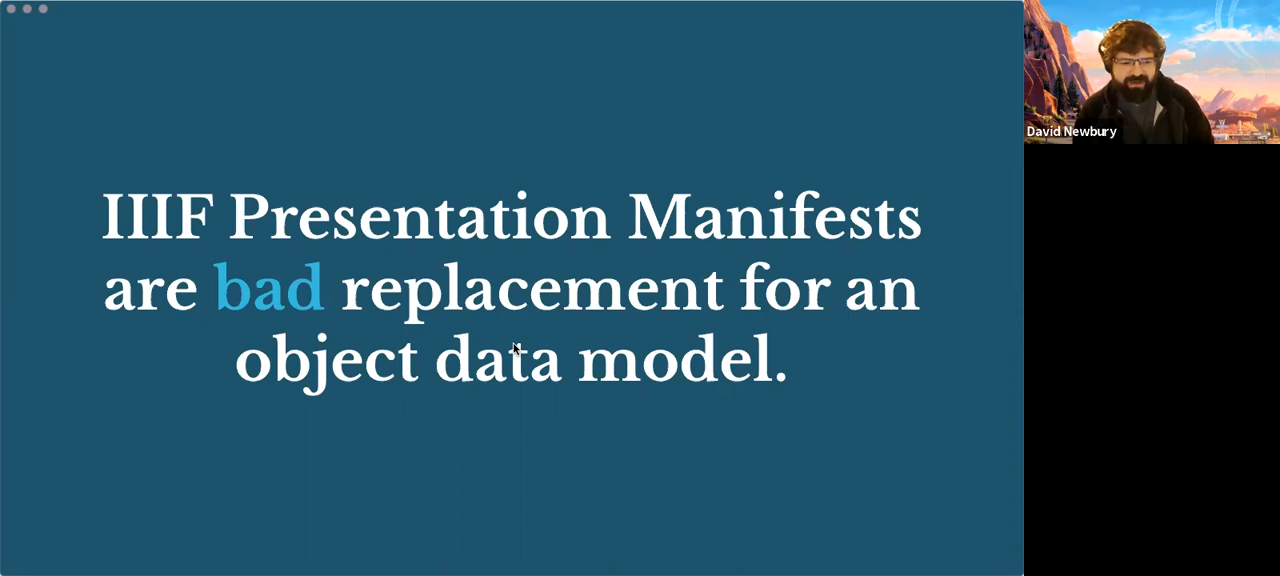 IIIF Presentation Manifests
are bad replacement for an
object data model.
David Newbury